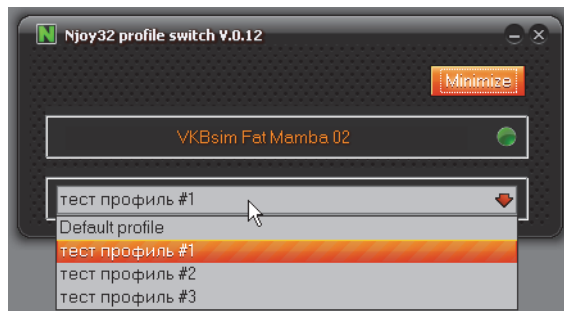 N Njoy32 profile switch V.0.12
Minimize
VKBsim Fat Mamba 02
тест профиль #1
Default profile
тест профиль #1
тест профиль #2
тест профиль #3